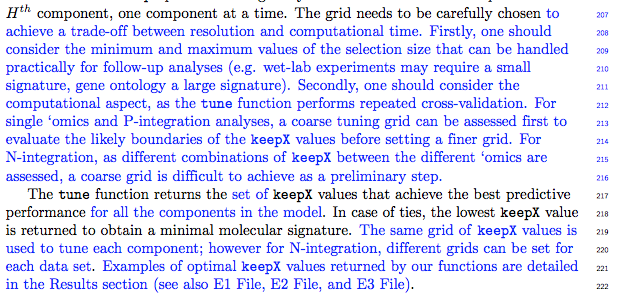 H^th component, one component at a time. The grid needs to be carefully chosen to 207
achieve a trade-off between resolution and computational time. Firstly, one should 208
consider the minimum and maximum values of the selection size that can be handled 209
practically for follow-up analyses (e.g. wet-lab experiments may require a small 210
signature, gene ontology a large signature). Secondly, one should consider the 211
computational aspect, as the tune function performs repeated cross-validation. For 212
single ‘omics and P-integration analyses, a coarse tuning grid can be assessed first to 213
evaluate the likely boundaries of the keepX values before setting a finer grid. For 214
N-integration, as different combinations of keepX between the different ‘omics are 215
assessed, a coarse grid is difficult to achieve as a preliminary step. 216
The tune function returns the set of keepX values that achieve the best predictive 217
performance for all the components in the model. In case of ties, the lowest keepX value 218
is returned to obtain a minimal molecular signature. The same grid of keepX values is 219
used to tune each component; however for N-integration, different grids can be set for 220
each data set. Examples of optimal keepX values returned by our functions are detailed 221
in the Results section (see also E1 File, E2 File, and E3 File). 222